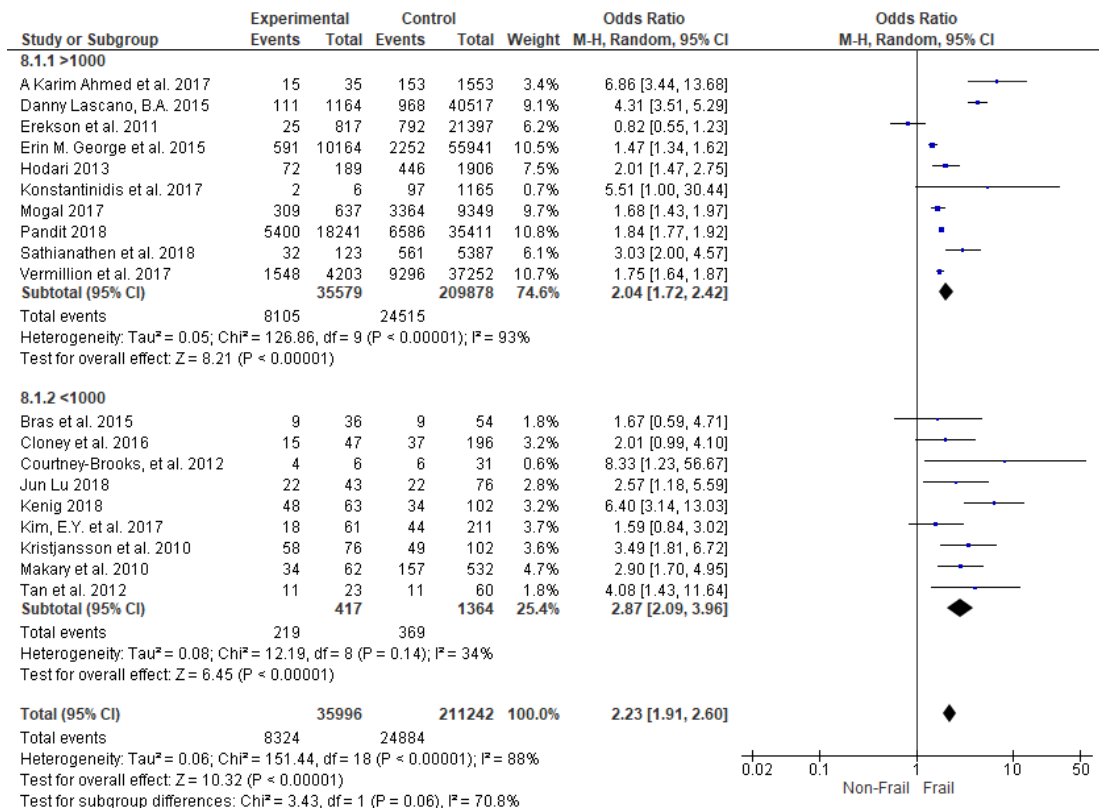 Experimental Control Odds Ratio Odds Ratio
Study or Subgroup Events Total Events Total Weight M-H, Random, 95% CI M-H, Random, 95% CI
8.1.1 >1000
A Karim Ahmed et al. 2017 15 35 153 1553 3.4% 6.86 [3.44, 13.68]
Danny Lascano, B.A. 2015 111 1164 968 40517 9.1% 4.31 [3.51, 5.29]
Erekson et al. 2011 25 817 792 21397 6.2% 0.82 [0.55, 1.23]
Erin M. George et al. 2015 591 10164 2252 55941 10.5% 1.47 [1.34, 1.62]
Hodari 2013 72 189 446 1906 7.5% 2.01 [1.47, 2.75]
Konstantinidis et al. 2017 2 6 97 1165 0.7% 5.51 [1.00, 30.44]
Mogal 2017 309 637 3364 9349 9.7% 1.68 [1.43, 1.97]
Pandit 2018 5400 18241 6586 35411 10.8% 1.84 [1.77, 1.92]
Sathianathen et al. 2018 32 123 561 5387 6.1% 3.03 [2.00, 4.57]
Vermillion et al. 2017 1548 4203 9296 37252 10.7% 1.75 [1.64, 1.87]
Subtotal (95% CI) 35579 209878 74.6% 2.04 [1.72, 2.42]
Total events 8105 24515
Heterogeneity: Tau² = 0.05; Chi² = 126.86, df = 9 (P < 0.00001); I² = 93%
Test for overall effect: Z = 8.21 (P < 0.00001)
8.1.2 <1000
Bras et al. 2015 9 36 9 54 1.8% 1.67 [0.59, 4.71]
Cloney et al. 2016 15 47 37 196 3.2% 2.01 [0.99, 4.10]
Courtney-Brooks, et al. 2012 4 6 6 31 0.6% 8.33 [1.23, 56.67]
Jun Lu 2018 22 43 22 76 2.8% 2.57 [1.18, 5.59]
Kenig 2018 48 63 34 102 3.2% 6.40 [3.14, 13.03]
Kim, E.Y. et al. 2017 18 61 44 211 3.7% 1.59 [0.84, 3.02]
Kristjansson et al. 2010 58 76 49 102 3.6% 3.49 [1.81, 6.72]
Makary et al. 2010 34 62 157 532 4.7% 2.90 [1.70, 4.95]
Tan et al. 2012 11 23 11 60 1.8% 4.08 [1.43, 11.64]
Subtotal (95% CI) 417 1364 25.4% 2.87 [2.09, 3.96]
Total events 219 369
Heterogeneity: Tau² = 0.08; Chi² = 12.19, df = 8 (P = 0.14); I² = 34%
Test for overall effect: Z = 6.45 (P < 0.00001)
Total (95% CI) 35996 211242 100.0% 2.23 [1.91, 2.60]
Total events 8324 24884
Heterogeneity: Tau² = 0.06; Chi² = 151.44, df = 18 (P < 0.00001); I² = 88%
Test for overall effect: Z = 10.32 (P < 0.00001)
Test for subgroup differences: Chi² = 3.43, df = 1 (P = 0.06), I² = 70.8%
0.02 0.1 1 10 50
Non-Frail Frail